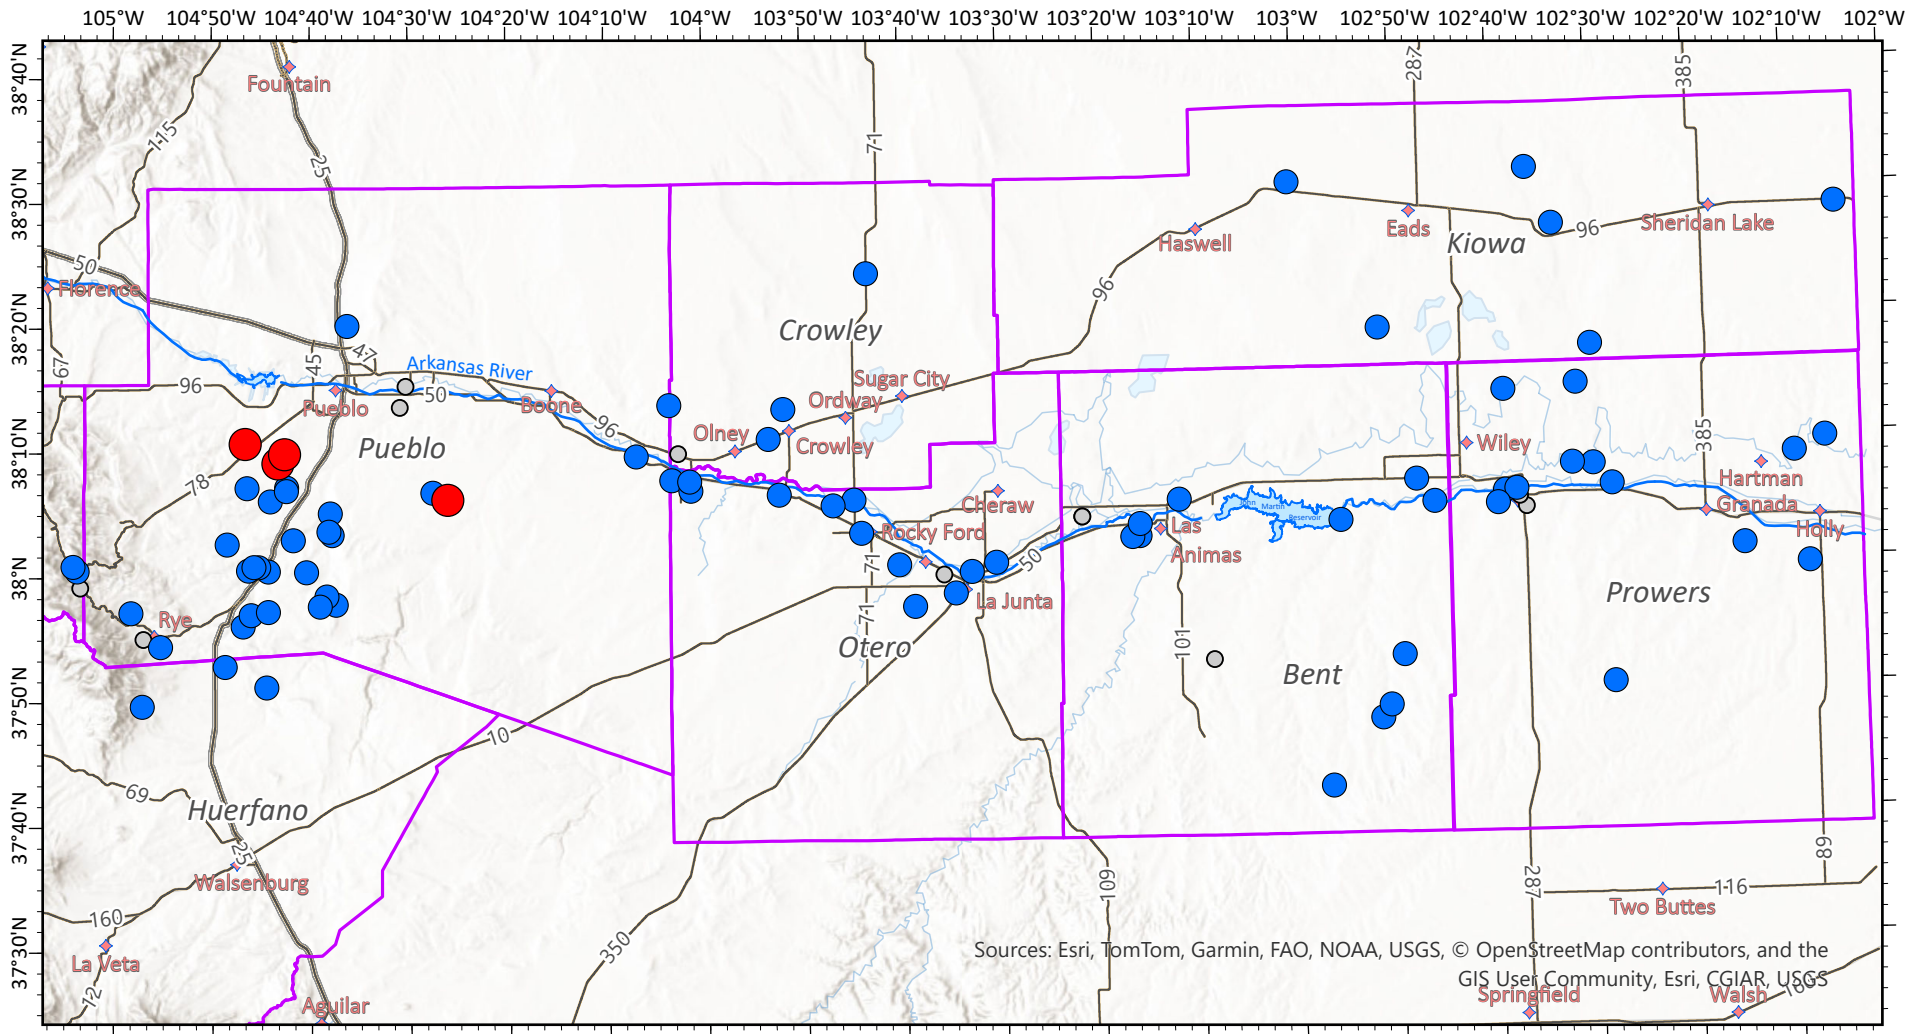 105°W 104°50'W 104°40'W 104°30'W 104°20'W 104°10'W 104°W 103°50'W 103°40'W 103°30'W 103°20'W 103°10'W 103°W 102°50'W 102°40'W 102°30'W 102°20'W 102°10'W 102°W
38°40'N
38°30'N
38°20'N
38°10'N
38°N
37°50'N
37°40'N
37°30'N
Fountain
115
25
71
287
385
Haswell
Eads
Kiowa
96
Sheridan Lake
50
Florence
96
Crowley
67
96
45
47
Arkansas River
Pueblo
50
Boone
96
Sugar City
Ordway
Olney
Crowley
Pueblo
385
Wiley
78
Cheraw
Hartman
Granada
Holly
John Martin Reservoir
Rocky Ford
Las
Animas
50
71
La Junta
Rye
71
101
Prowers
Otero
Bent
10
69
Huerfano
25
Walsenburg
160
La Veta
12
Aguilar
350
109
287
89
116
Two Buttes
Sources: Esri, TomTom, Garmin, FAO, NOAA, USGS, © OpenStreetMap contributors, and the
GIS User Community, Esri, CGIAR, USGS
Springfield
Walsh
160